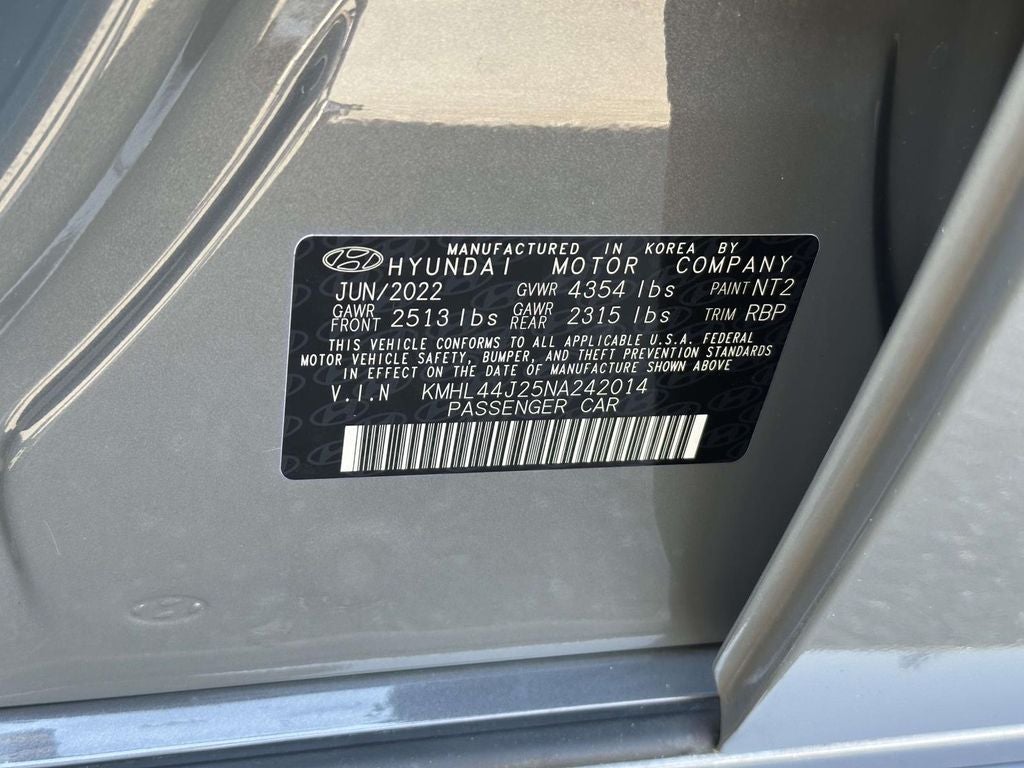 MANUFACTURED IN KOREA BY
HYUNDAI MOTOR COMPANY
JUN/2022 GVWR 4354 lbs PAINT NT2
GAWR FRONT 2513 lbs GAWR REAR 2315 lbs TRIM RBP
THIS VEHICLE CONFORMS TO ALL APPLICABLE U.S.A. FEDERAL
MOTOR VEHICLE SAFETY, BUMPER, AND THEFT PREVENTION STANDARDS
IN EFFECT ON THE DATE OF MANUFACTURE SHOWN ABOVE
V.I.N KMHL44J25NA242014
PASSENGER CAR